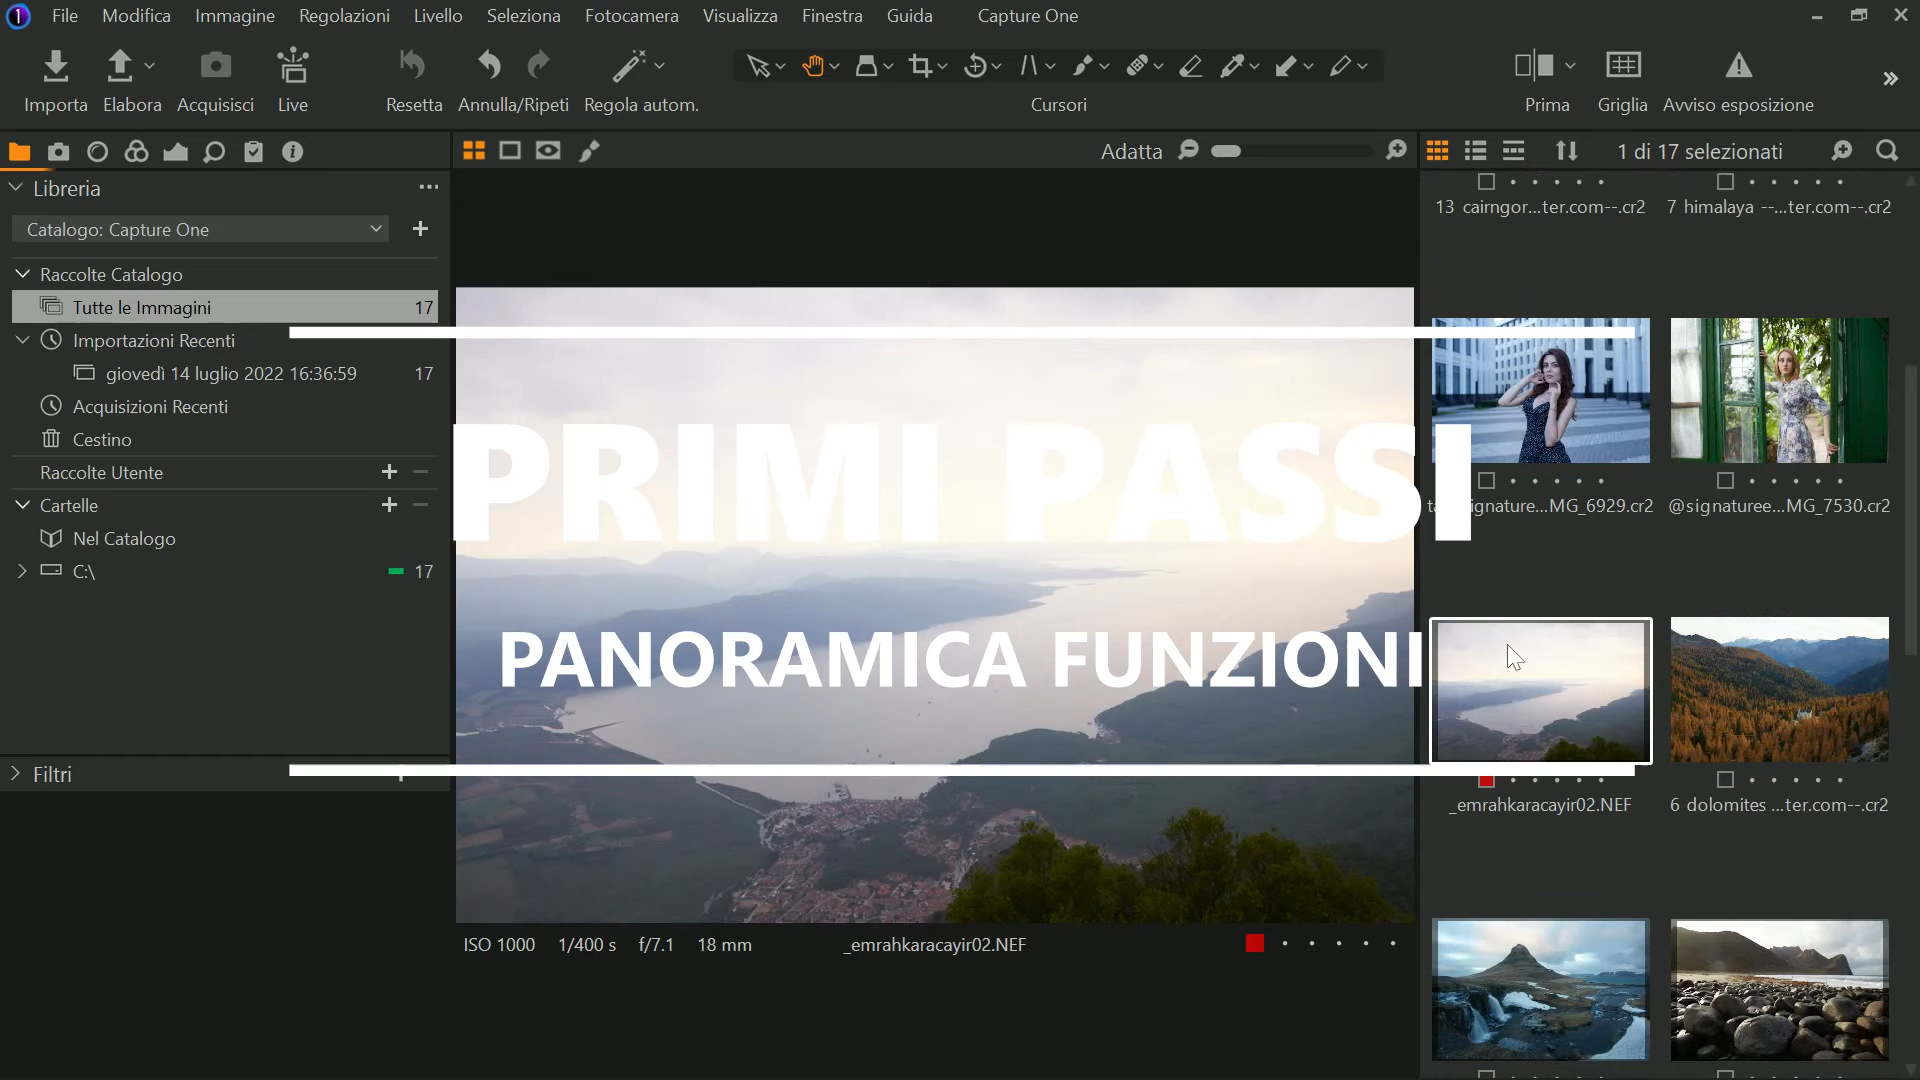 File Modifica Immagine Regolazioni Livello Seleziona Fotocamera Visualizza Finestra Guida Capture One
Importa Elabora Acquisisci Live Resetta Annulla/Ripeti Regola autom. Cursori Prima Griglia Avviso esposizione
Adatta
1 di 17 selezionati
Libreria
Catalogo: Capture One
Raccolte Catalogo
Tutte le Immagini 17
Importazioni Recenti
giovedì 14 luglio 2022 16:36:59 17
Acquisizioni Recenti
Cestino
Raccolte Utente
Cartelle
Nel Catalogo
C:\ 17
Filtri
PRIMI PASSI
PANORAMICA FUNZIONI
ISO 1000 1/400 s f/7.1 18 mm _emrahkaracayir02.NEF
13 cairngor...ter.com--.cr2 7 himalaya --...ter.com--.cr2
ignature...MG_6929.cr2 @signaturee...MG_7530.cr2
_emrahkaracayir02.NEF 6 dolomites ...ter.com--.cr2